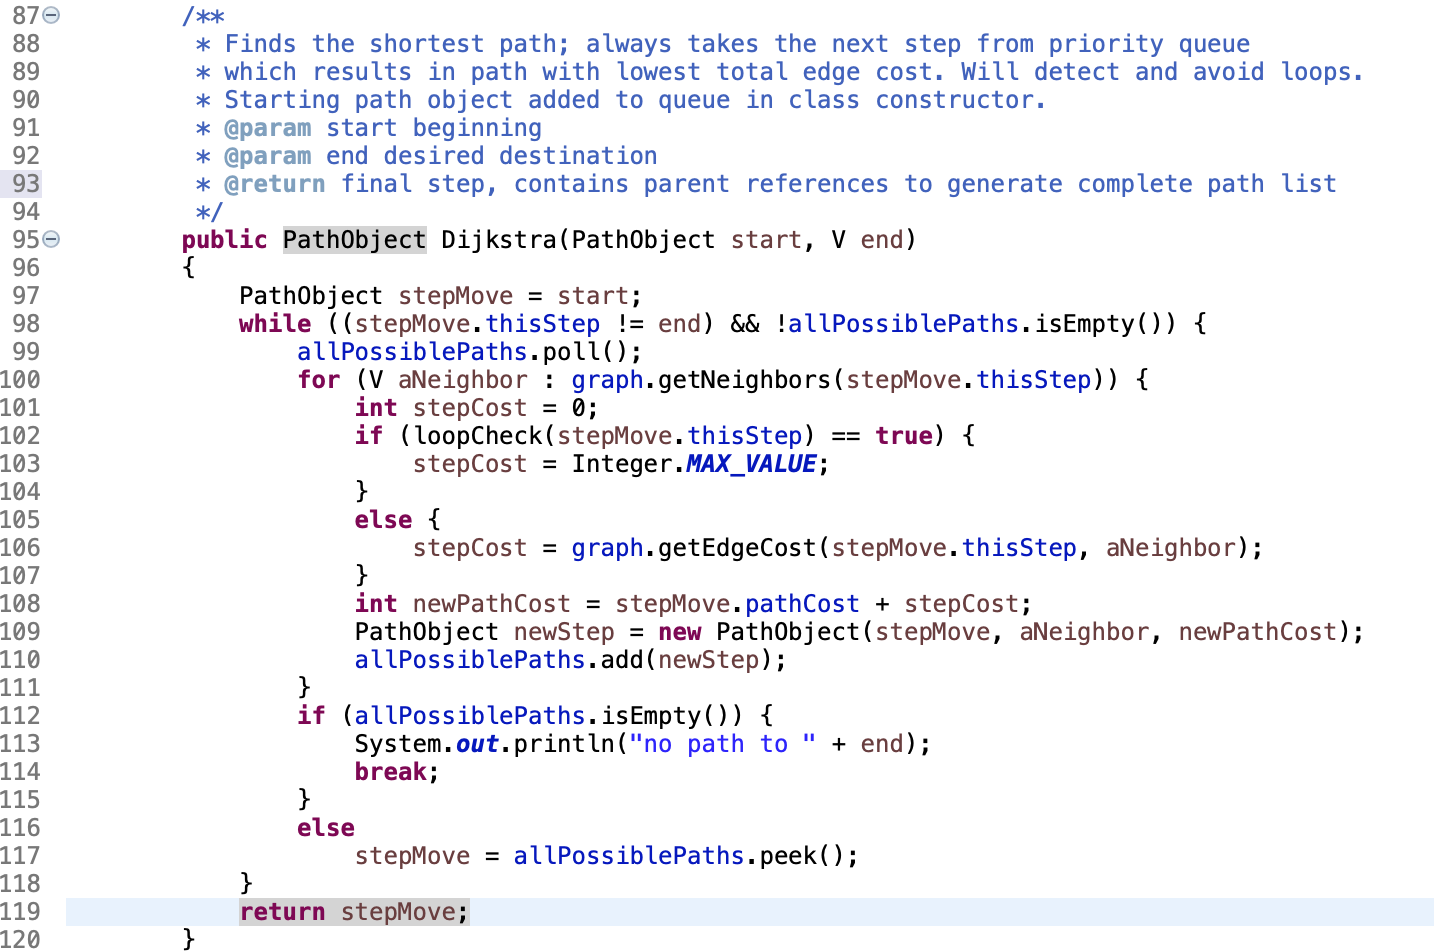 87 /**
88 * Finds the shortest path; always takes the next step from priority queue
89 * which results in path with lowest total edge cost. Will detect and avoid loops.
90 * Starting path object added to queue in class constructor.
91 * @param start beginning
92 * @param end desired destination
93 * @return final step, contains parent references to generate complete path list
94 */
95 public PathObject Dijkstra(PathObject start, V end)
96 {
97 PathObject stepMove = start;
98 while ((stepMove.thisStep != end) && !allPossiblePaths.isEmpty()) {
99 allPossiblePaths.poll();
100 for (V aNeighbor : graph.getNeighbors(stepMove.thisStep)) {
101 int stepCost = 0;
102 if (loopCheck(stepMove.thisStep) == true) {
103 stepCost = Integer.MAX_VALUE;
104 }
105 else {
106 stepCost = graph.getEdgeCost(stepMove.thisStep, aNeighbor);
107 }
108 int newPathCost = stepMove.pathCost + stepCost;
109 PathObject newStep = new PathObject(stepMove, aNeighbor, newPathCost);
110 allPossiblePaths.add(newStep);
111 }
112 if (allPossiblePaths.isEmpty()) {
113 System.out.println("no path to " + end);
114 break;
115 }
116 else
117 stepMove = allPossiblePaths.peek();
118 }
119 return stepMove;
120 }